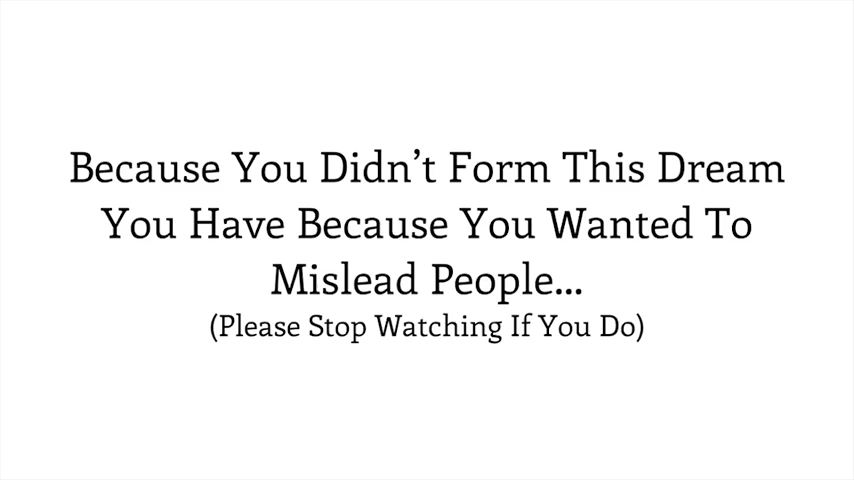 Because You Didn’t Form This Dream
You Have Because You Wanted To
Mislead People...
(Please Stop Watching If You Do)